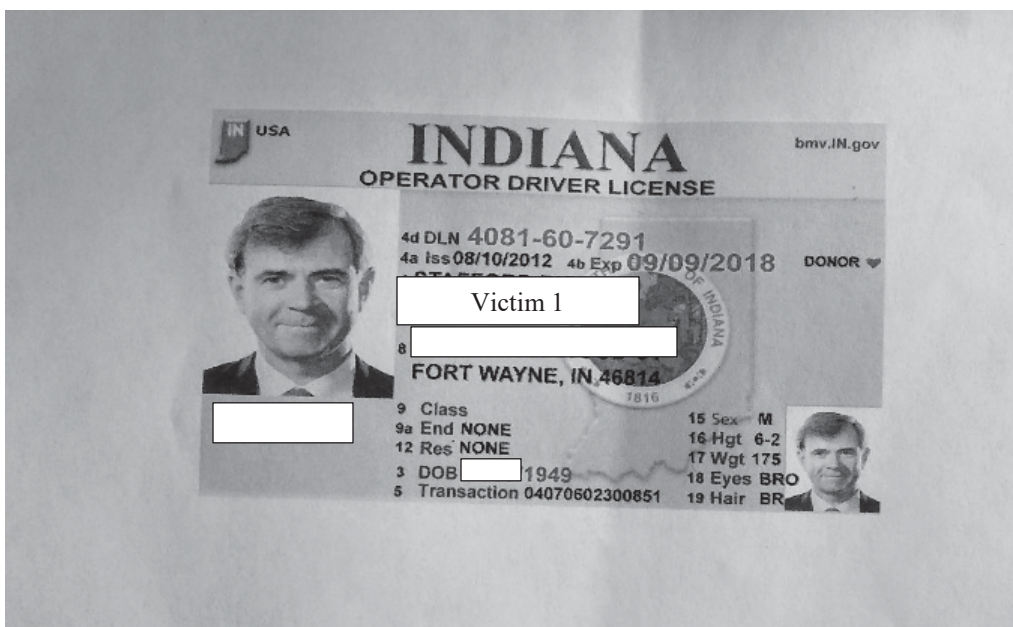 IN USA
INDIANA
bmv.IN.gov
OPERATOR DRIVER LICENSE
4d DLN 4081-60-7291
4a Iss 08/10/2012 4b Exp 09/09/2018 DONOR
Victim 1
OF INDIANA
8
FORT WAYNE, IN 46814
1816
9 Class
9a End NONE
12 Res NONE
3 DOB /1949
5 Transaction 04070602300851
15 Sex M
16 Hgt 6-2
17 Wgt 175
18 Eyes BRO
19 Hair BR